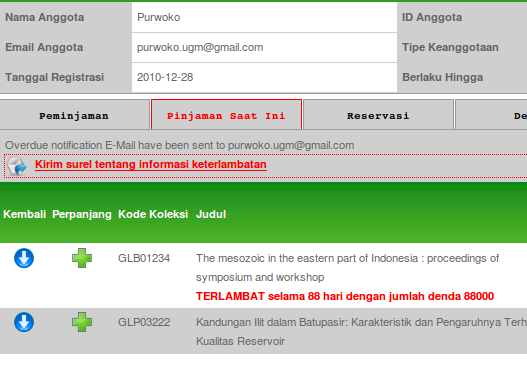 Nama Anggota Purwoko ID Anggota
Email Anggota purwoko.ugm@gmail.com Tipe Keanggotaan
Tanggal Registrasi 2010-12-28 Berlaku Hingga
Peminjaman Pinjaman Saat Ini Reservasi De
Overdue notification E-Mail have been sent to purwoko.ugm@gmail.com
Kirim surel tentang informasi keterlambatan
Kembali Perpanjang Kode Koleksi Judul
GLB01234 The mesozoic in the eastern part of Indonesia : proceedings of
symposium and workshop
TERLAMBAT selama 88 hari dengan jumlah denda 88000
GLP03222 Kandungan Ilit dalam Batupasir: Karakteristik dan Pengaruhnya Terh
Kualitas Reservoir